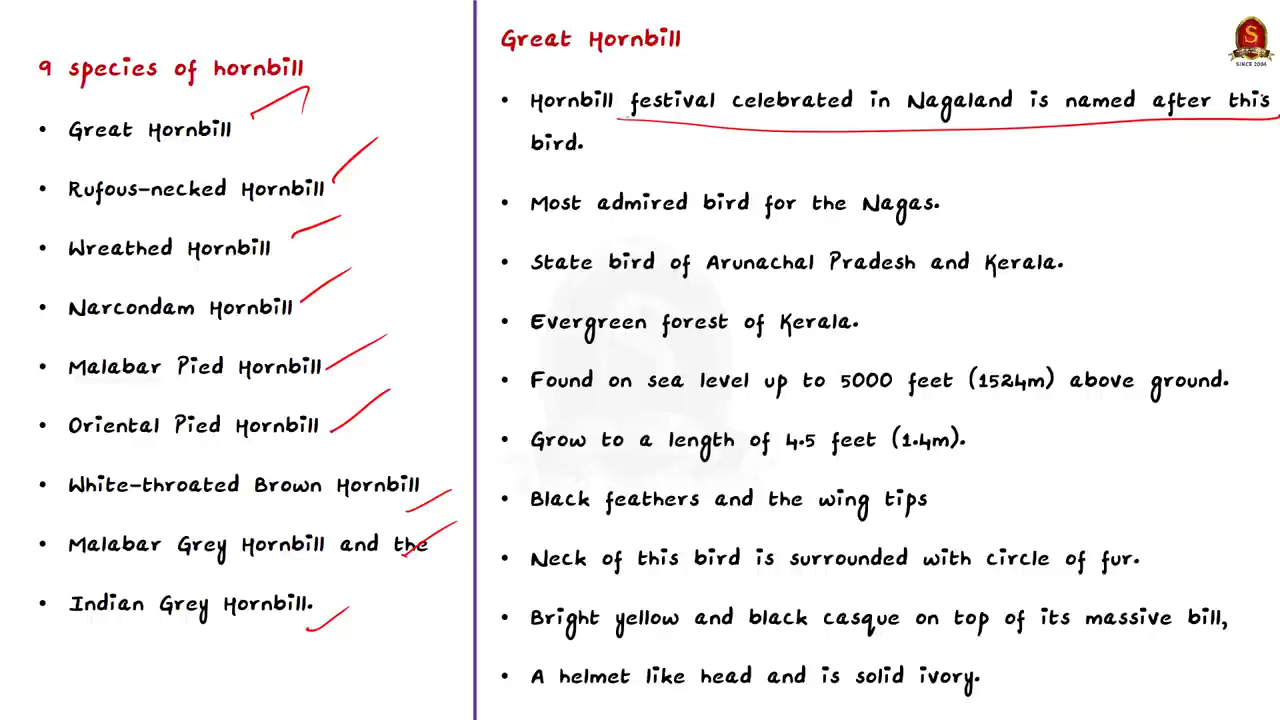 9 species of hornbill
• Great Hornbill
• Rufous-necked Hornbill
• Wreathed Hornbill
• Narcondam Hornbill
• Malabar Pied Hornbill
• Oriental Pied Hornbill
• White-throated Brown Hornbill
• Malabar Grey Hornbill and the
• Indian Grey Hornbill.
Great Hornbill
• Hornbill festival celebrated in Nagaland is named after this
bird.
• Most admired bird for the Nagas.
• State bird of Arunachal Pradesh and Kerala.
• Evergreen forest of Kerala.
• Found on sea level up to 5000 feet (1524m) above ground.
• Grow to a length of 4.5 feet (1.4m).
• Black feathers and the wing tips
• Neck of this bird is surrounded with circle of fur.
• Bright yellow and black casque on top of its massive bill,
• A helmet like head and is solid ivory.
S
SINCE 2004